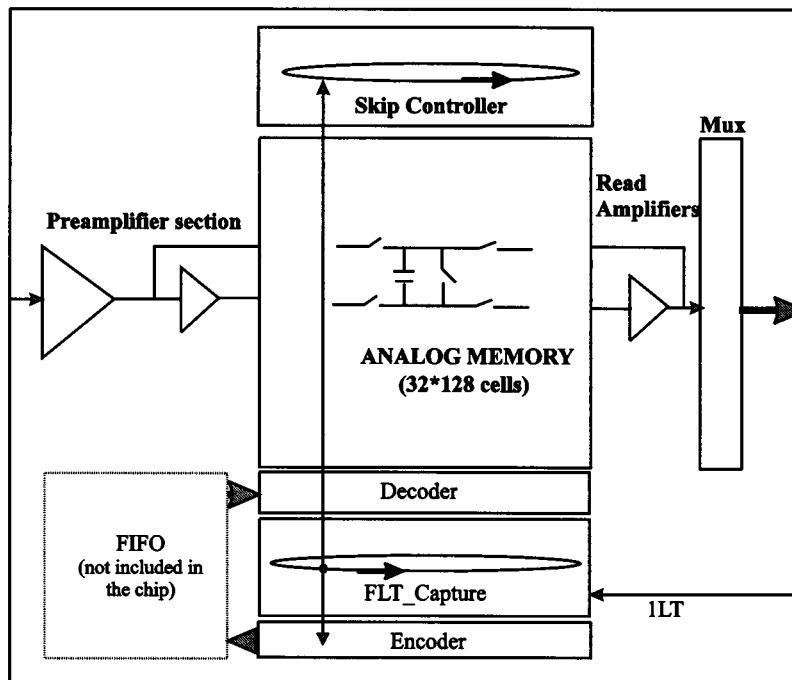 Skip Controller
Mux
Read
Amplifiers
Preamplifier section
ANALOG MEMORY
(32*128 cells)
Decoder
FIFO
(not included in
the chip)
FLT_Capture
1LT
Encoder